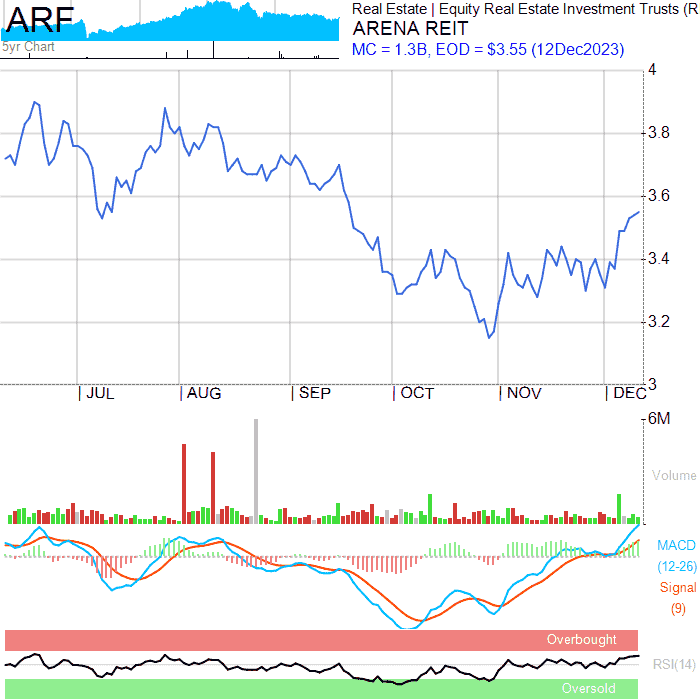 ARF
5yr Chart
Real Estate | Equity Real Estate Investment Trusts (R
ARENA REIT
MC = 1.3B, EOD = $3.55 (12Dec2023)
4
3.8
3.6
3.4
3.2
3
| JUL | AUG | SEP | OCT | NOV | DEC
6M
Volume
MACD
(12-26)
Signal
(9)
Overbought
RSI(14)
Oversold